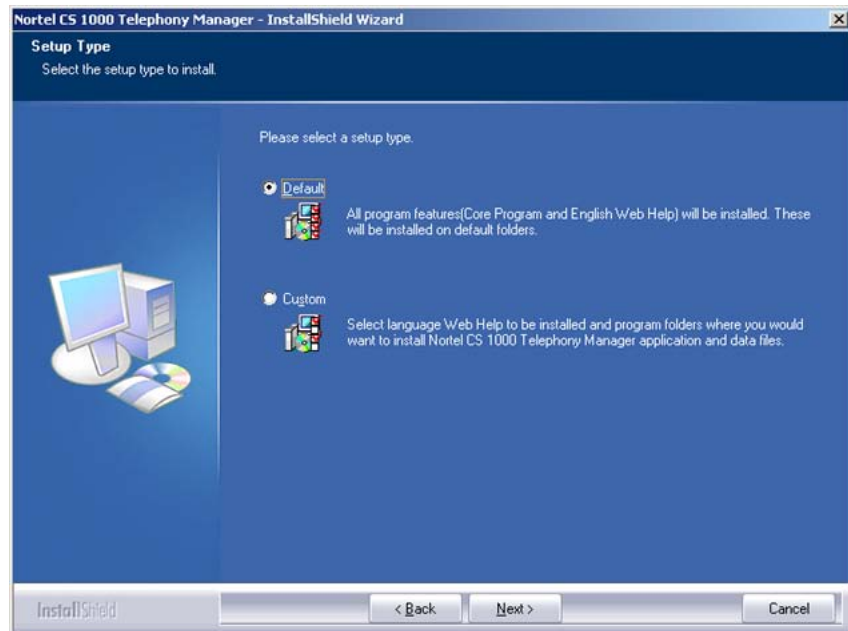 Nortel CS 1000 Telephony Manager - InstallShield Wizard
Setup Type
Select the setup type to install.
Please select a setup type.
Default
All program features(Core Program and English Web Help) will be installed. These
will be installed on default folders.
Custom
Select language Web Help to be installed and program folders where you would
want to install Nortel CS 1000 Telephony Manager application and data files.
InstallShield
< Back
Next >
Cancel